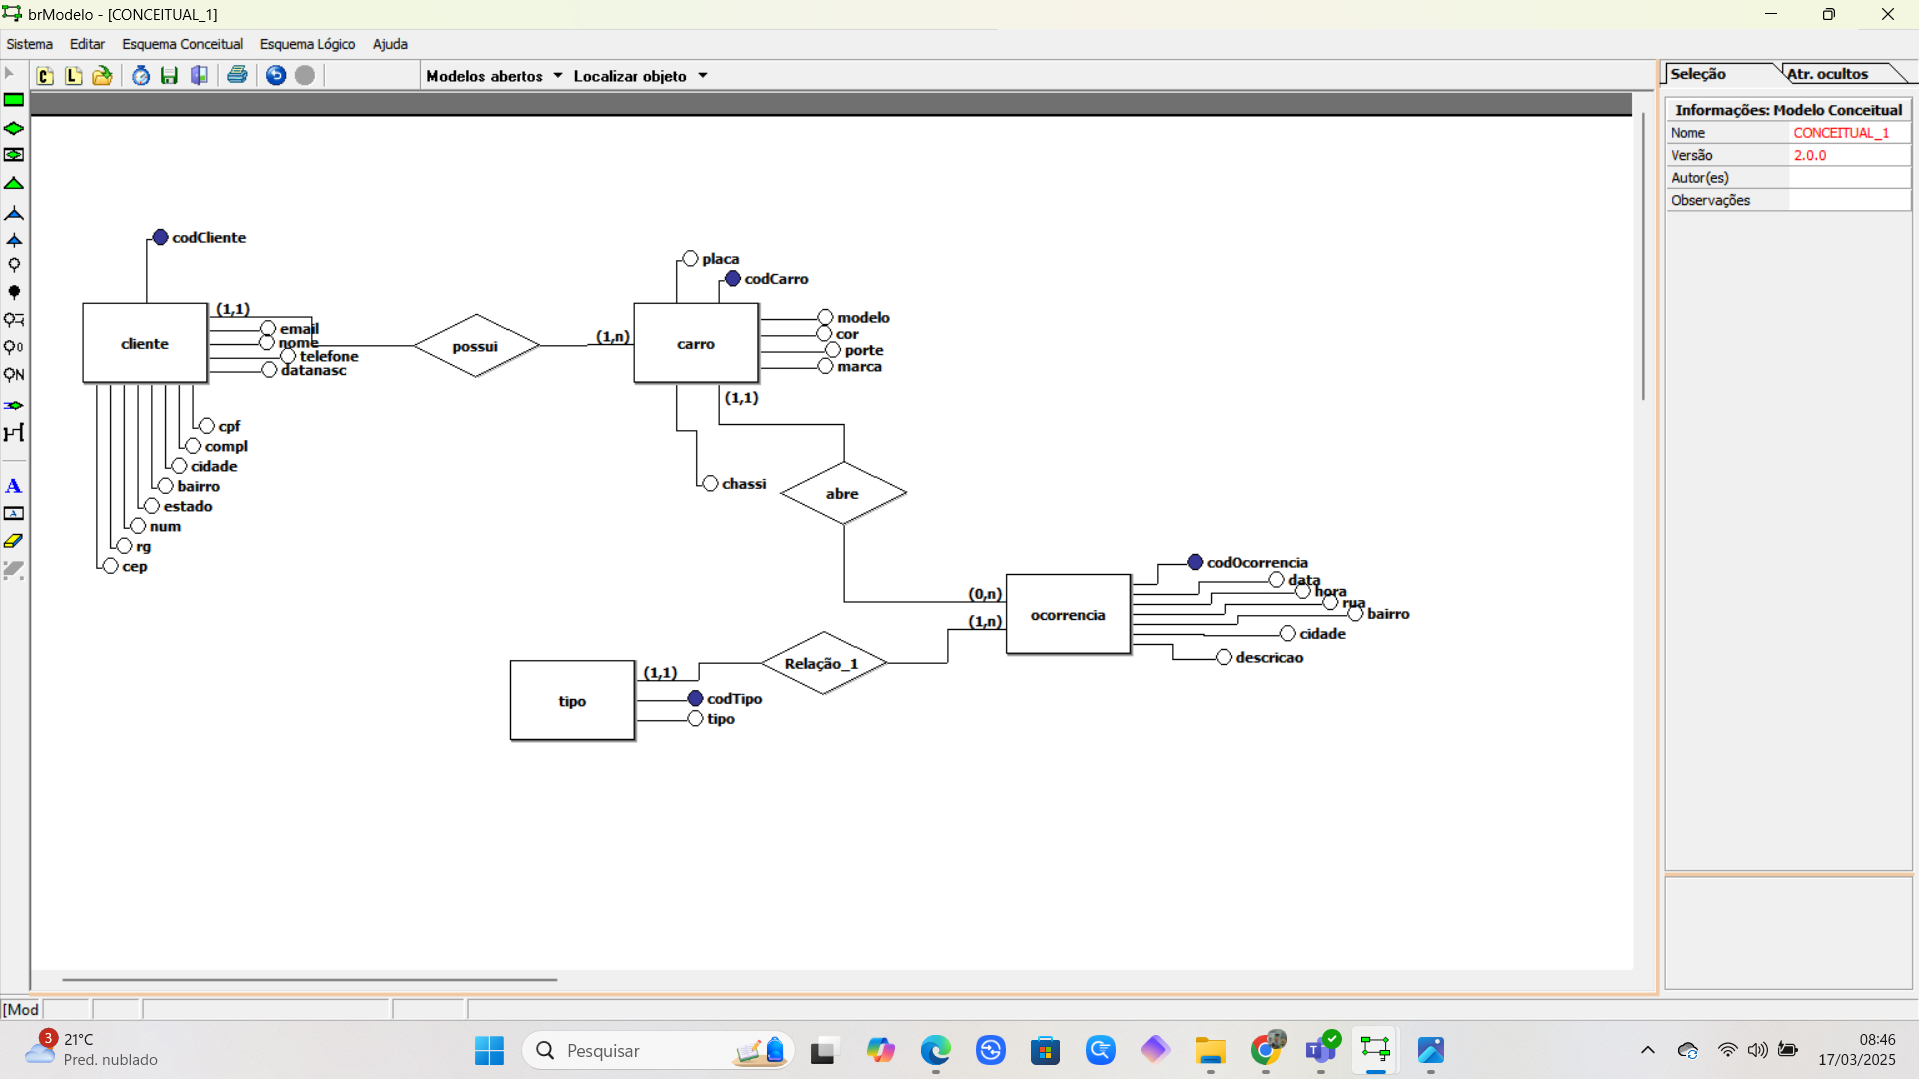 brModelo - [CONCEITUAL_1]
Sistema Editar Esquema Conceitual Esquema Lógico Ajuda
C L Modelos abertos Localizar objeto
Seleção Atr. ocultos
Informações: Modelo Conceitual
Nome CONCEITUAL_1
Versão 2.0.0
Autor(es)
Observações
codCliente
placa
codCarro
(1,1)
email
nome
telefone
datanasc
cliente
possui
(1,n)
carro
modelo
cor
porte
marca
(1,1)
cpf
compl
cidade
bairro
estado
num
rg
cep
chassi
abre
codOcorrencia
data
hora
rua
bairro
cidade
descricao
(0,n)
(1,n)
ocorrencia
Relação_1
(1,1)
codTipo
tipo
tipo
0
N
A
A
[Mod
3
21°C
Pred. nublado
Pesquisar
08:46
17/03/2025